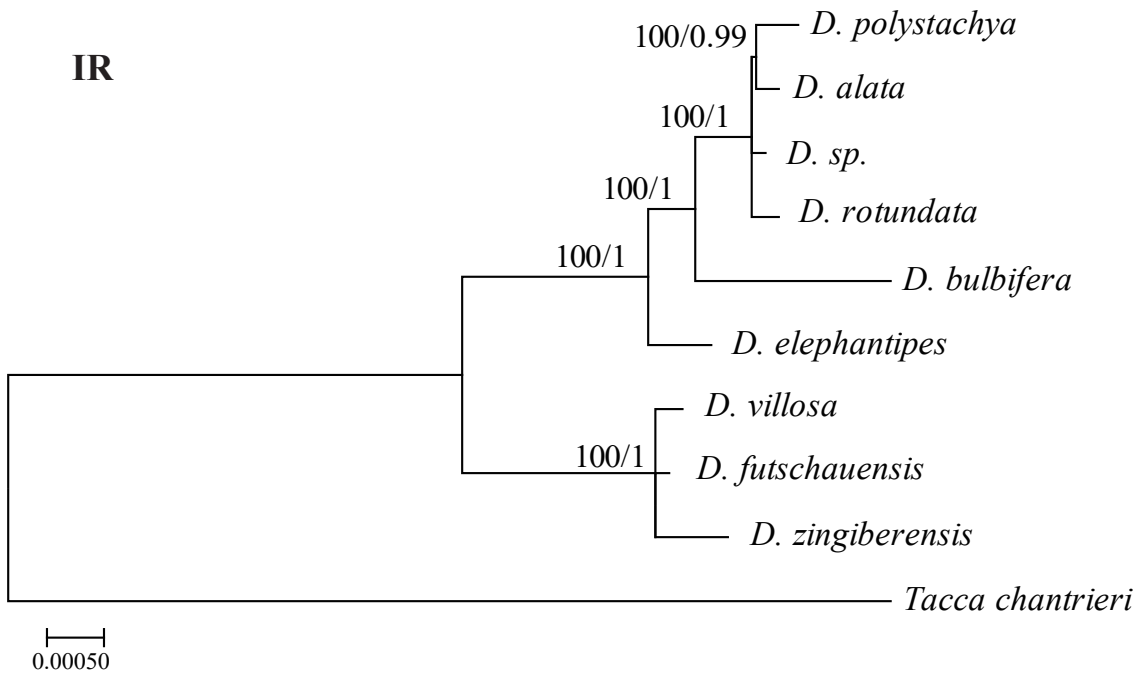 D. polystachya
100/0.99
IR
D. alata
100/1
D. sp.
100/1
D. rotundata
100/1
D. bulbifera
D. elephantipes
D. villosa
100/1
D. futschauensis
D. zingiberensis
Tacca chantrieri
0.00050